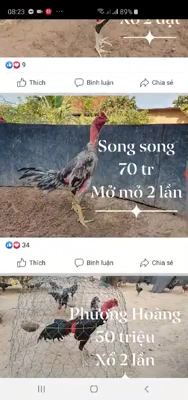 08:23
89%
Xổ 2 đất
9
Thích Bình luận Chia sẻ
Song song
70 tr
Mở mỏ 2 lần
34
Thích Bình luận Chia sẻ
Phượng Hoàng
50 triệu
Xổ 2 lần